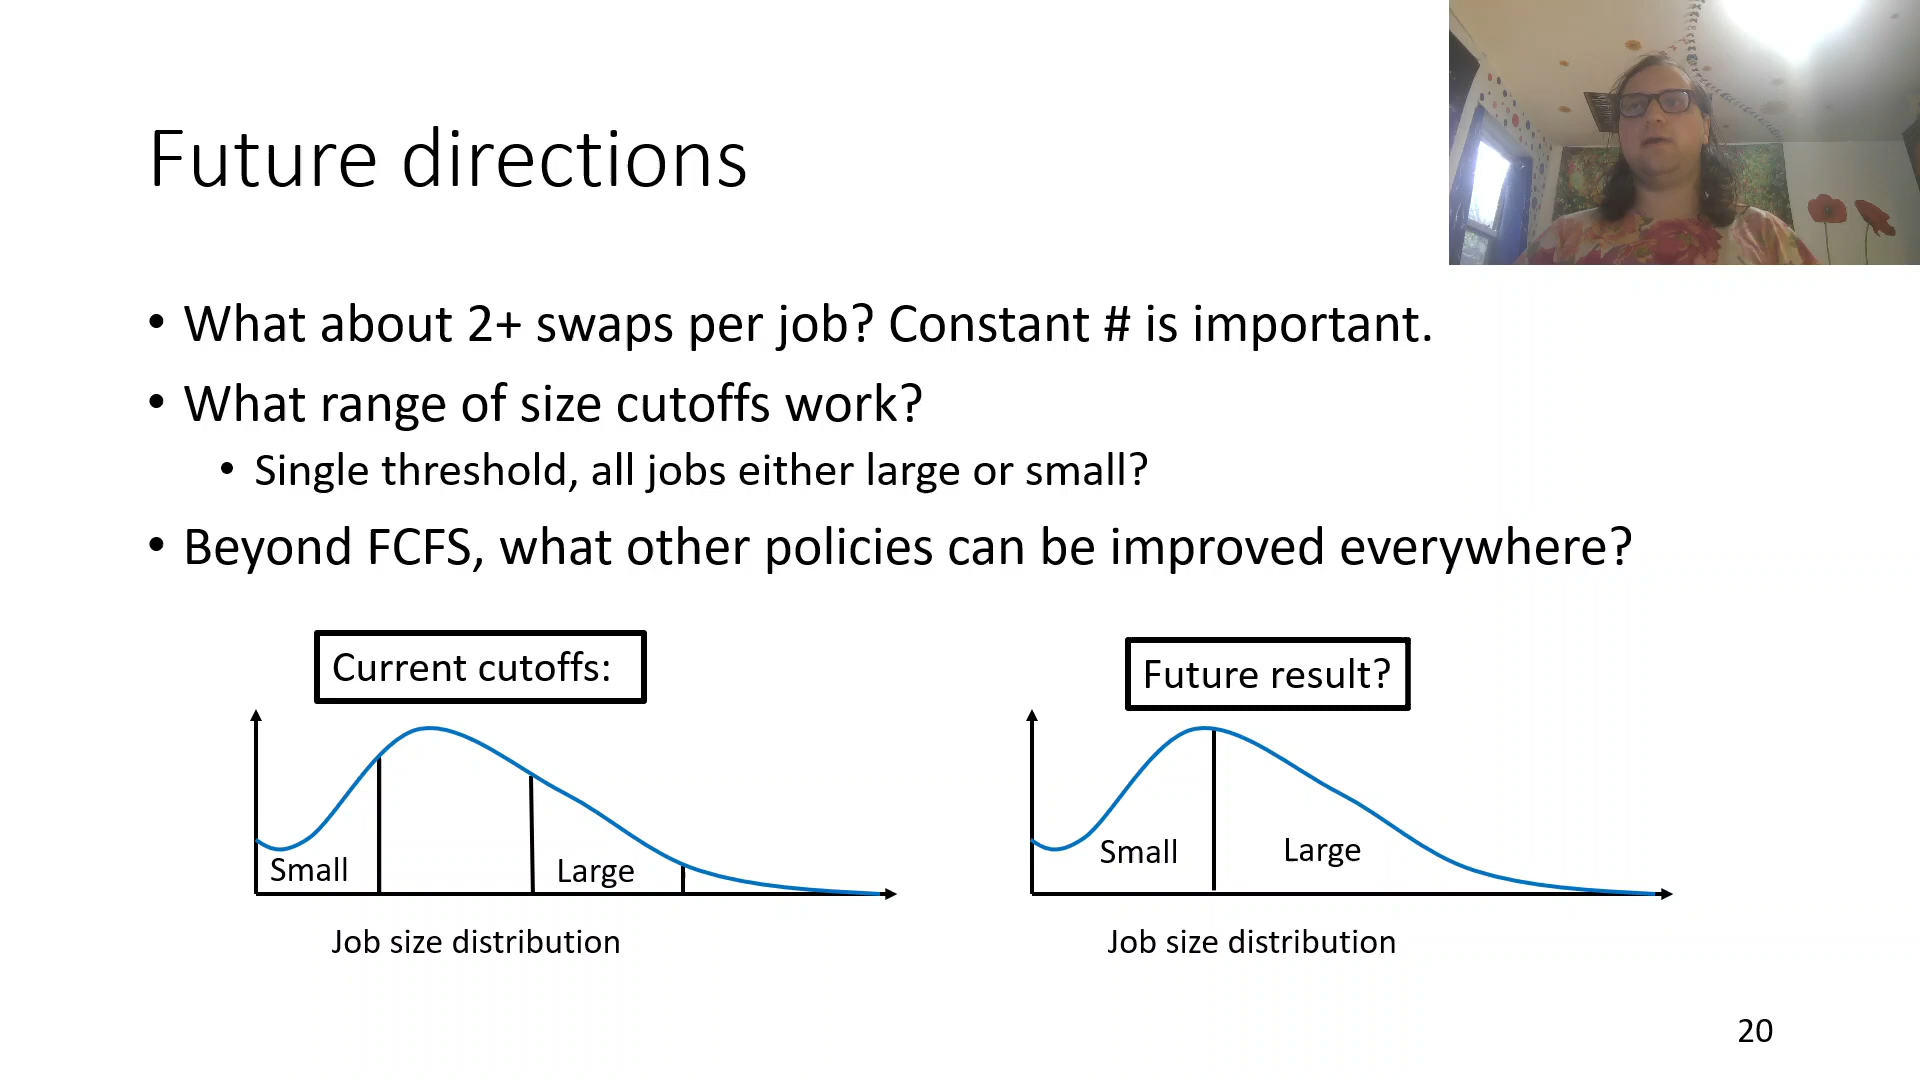 Future directions
• What about 2+ swaps per job? Constant # is important.
• What range of size cutoffs work?
• Single threshold, all jobs either large or small?
• Beyond FCFS, what other policies can be improved everywhere?
Current cutoffs:
Small
Large
Job size distribution
Future result?
Small
Large
Job size distribution
20